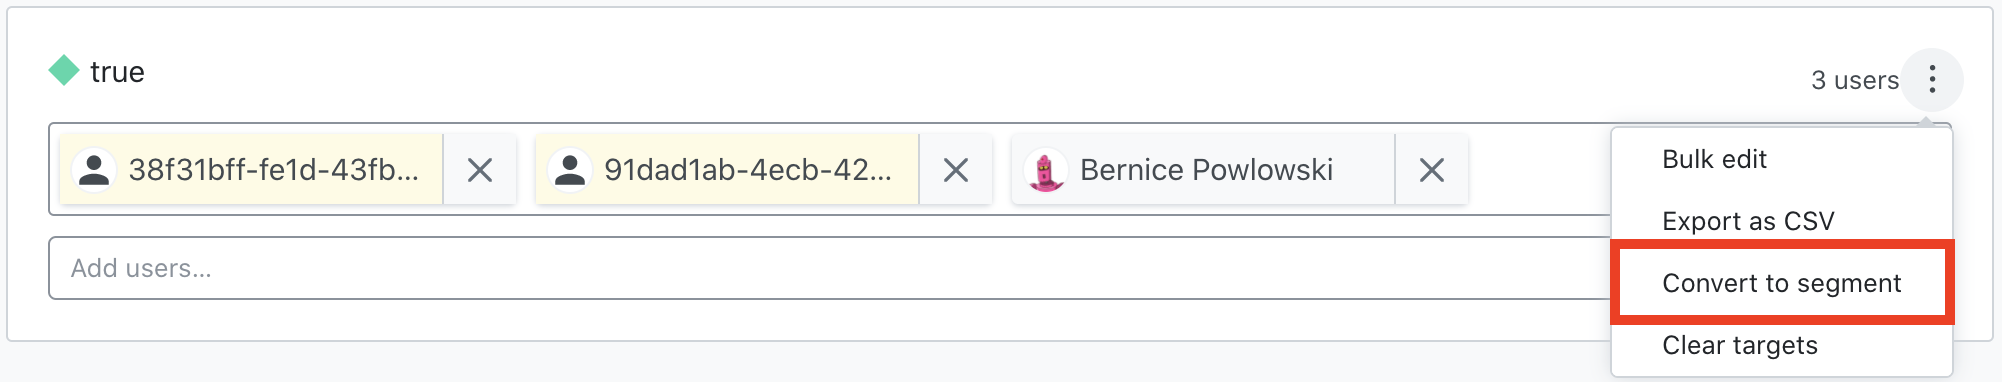 true
3 users
38f31bff-fe1d-43fb...
91dad1ab-4ecb-42...
Bernice Powlowski
Add users...
Bulk edit
Export as CSV
Convert to segment
Clear targets